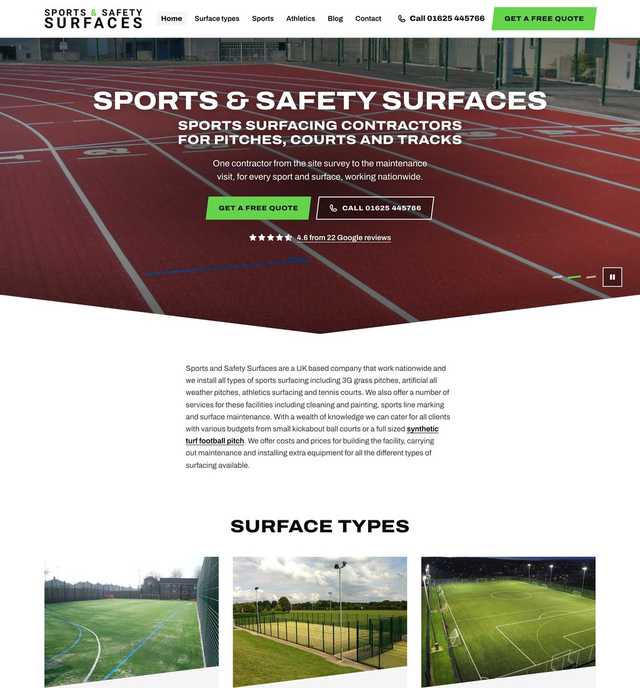 SPORTS & SAFETY
SURFACES
Home
Surface types
Sports
Athletics
Blog
Contact
Call 01625 445766
GET A FREE QUOTE
SPORTS & SAFETY SURFACES
SPORTS SURFACING CONTRACTORS
FOR PITCHES, COURTS AND TRACKS
One contractor from the site survey to the maintenance
visit, for every sport and surface, working nationwide.
GET A FREE QUOTE
CALL 01625 445766
4.6 from 22 Google reviews
Sports and Safety Surfaces are a UK based company that work nationwide and
we install all types of sports surfacing including 3G grass pitches, artificial all
weather pitches, athletics surfacing and tennis courts. We also offer a number of
services for these facilities including cleaning and painting, sports line marking
and surface maintenance. With a wealth of knowledge we can cater for all clients
with various budgets from small kickabout ball courts or a full sized synthetic
turf football pitch. We offer costs and prices for building the facility, carrying
out maintenance and installing extra equipment for all the different types of
surfacing available.
SURFACE TYPES